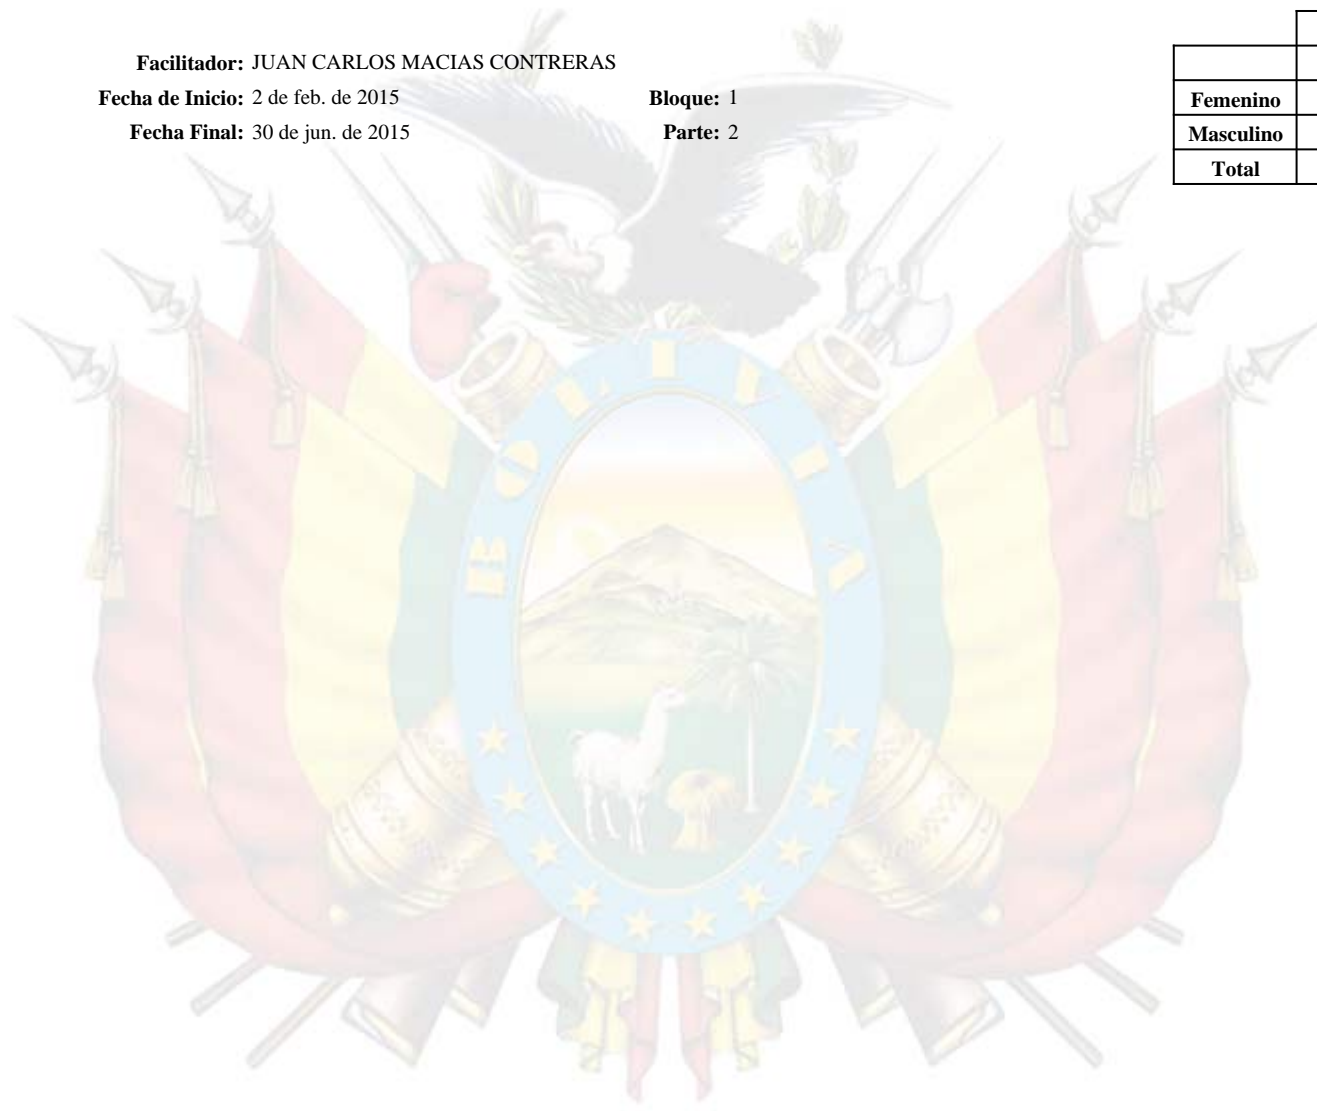 Facilitador: JUAN CARLOS MACIAS CONTRERAS
Fecha de Inicio: 2 de feb. de 2015 Bloque: 1
Fecha Final: 30 de jun. de 2015 Parte: 2
Femenino
Masculino
Total
BOLIVIA